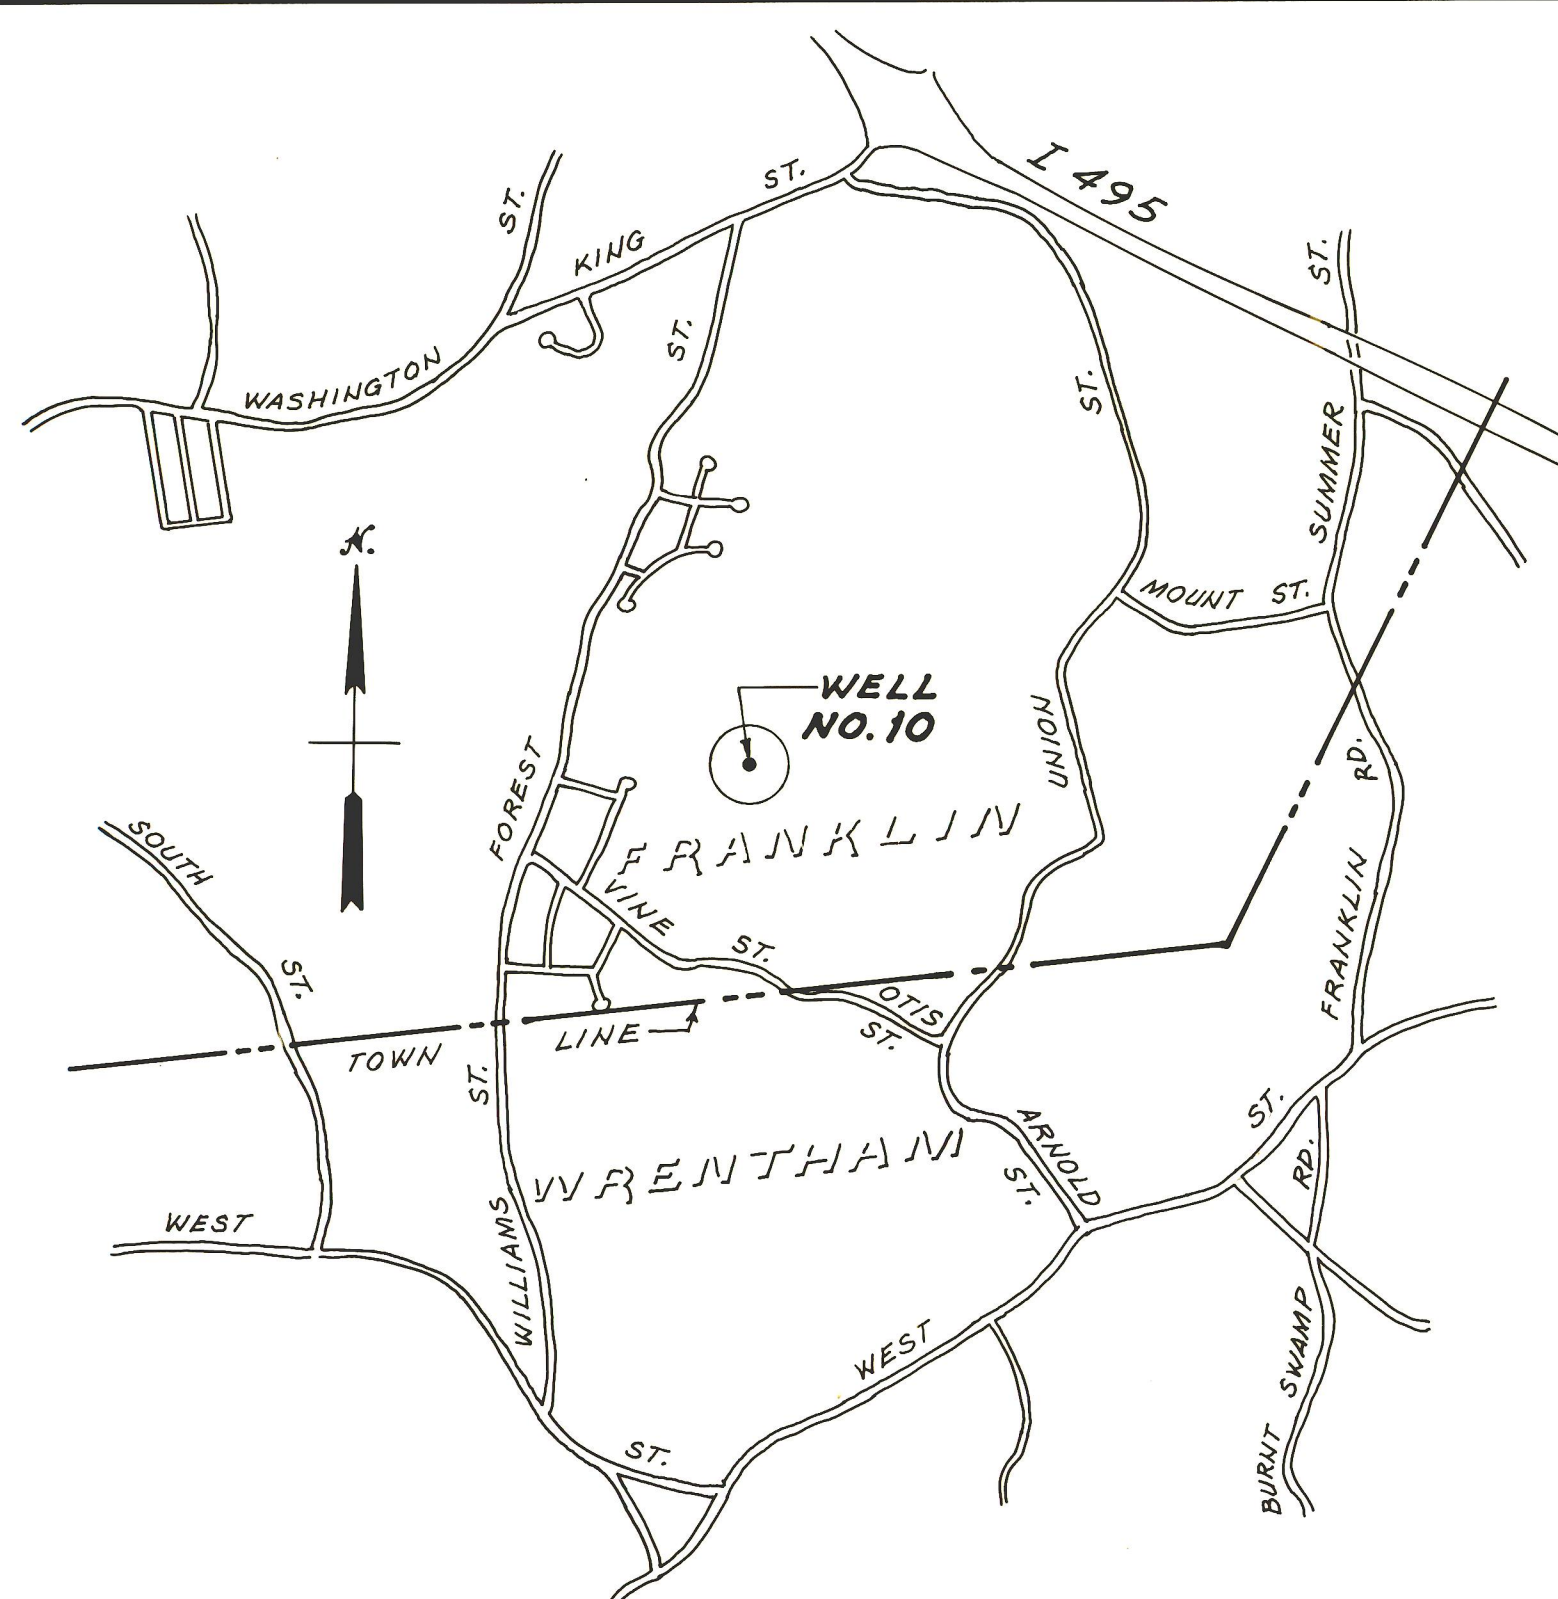 I 495
ST.
KING
ST.
ST.
WASHINGTON
ST.
ST.
SUMMER
ST.
N.
MOUNT ST.
WELL
NO. 10
UNION
FOREST
RD.
FRANKLIN
SOUTH
ST.
VINE
ST.
FRANKLIN
OTIS
ST.
TOWN
LINE
ST.
WRENTHAM
ARNOLD
ST.
ST.
RD.
WEST
WILLIAMS
WEST
ST.
BURNT SWAMP